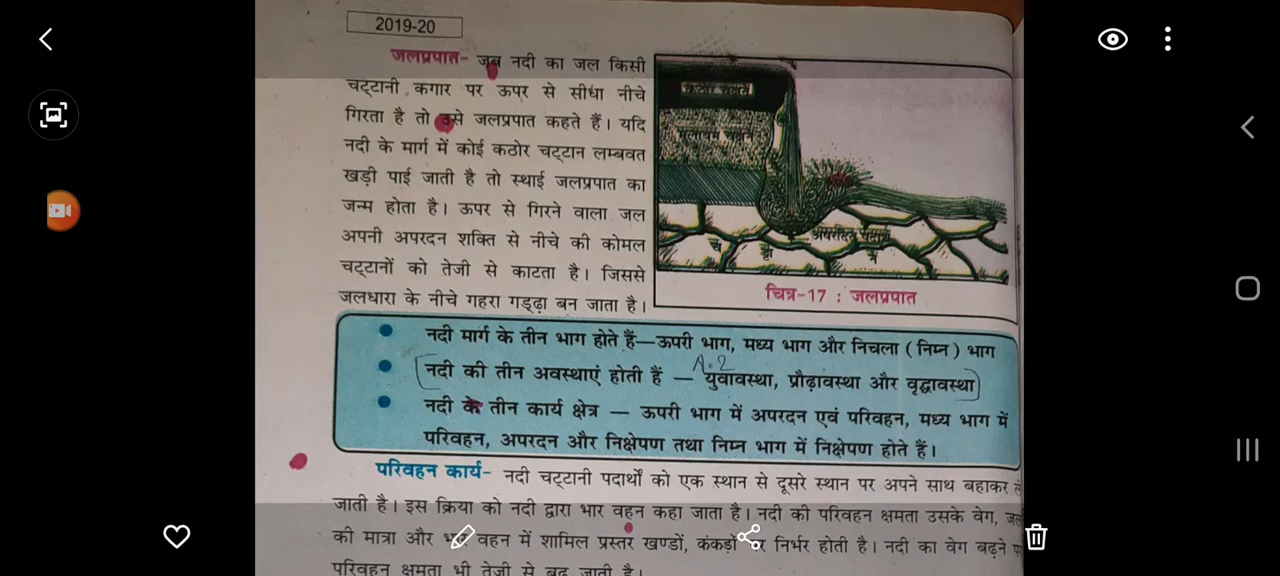 2019-20
जलप्रपात- जब नदी का जल किसी
चट्टानी कगार पर ऊपर से सीधा नीचे
गिरता है तो उसे जलप्रपात कहते हैं। यदि
नदी के मार्ग में कोई कठोर चट्टान लम्बवत
खड़ी पाई जाती है तो स्थाई जलप्रपात का
जन्म होता है। ऊपर से गिरने वाला जल
अपनी अपरदन शक्ति से नीचे की कोमल
चट्टानों को तेजी से काटता है। जिससे
जलधारा के नीचे गहरा गड्ढ़ा बन जाता है।
कठोर चट्टानें
मुलायम चट्टानें
च ट्टा नें
चित्र-17 : जलप्रपात
नदी मार्ग के तीन भाग होते हैं—ऊपरी भाग, मध्य भाग और निचला (निम्न) भाग
A.2
नदी की तीन अवस्थाएं होती हैं — युवावस्था, प्रौढ़ावस्था और वृद्धावस्था
नदी के तीन कार्य क्षेत्र — ऊपरी भाग में अपरदन एवं परिवहन, मध्य भाग में
परिवहन, अपरदन और निक्षेपण तथा निम्न भाग में निक्षेपण होते हैं।
परिवहन कार्य- नदी चट्टानी पदार्थों को एक स्थान से दूसरे स्थान पर अपने साथ बहाकर ले
जाती है। इस क्रिया को नदी द्वारा भार वहन कहा जाता है। नदी की परिवहन क्षमता उसके वेग, जल
की मात्रा और भार वहन में शामिल प्रस्तर खण्डों, कंकड़ों पर निर्भर होती है। नदी का वेग बढ़ने पर
परिवहन क्षमता भी तेजी से बढ़ जाती है।